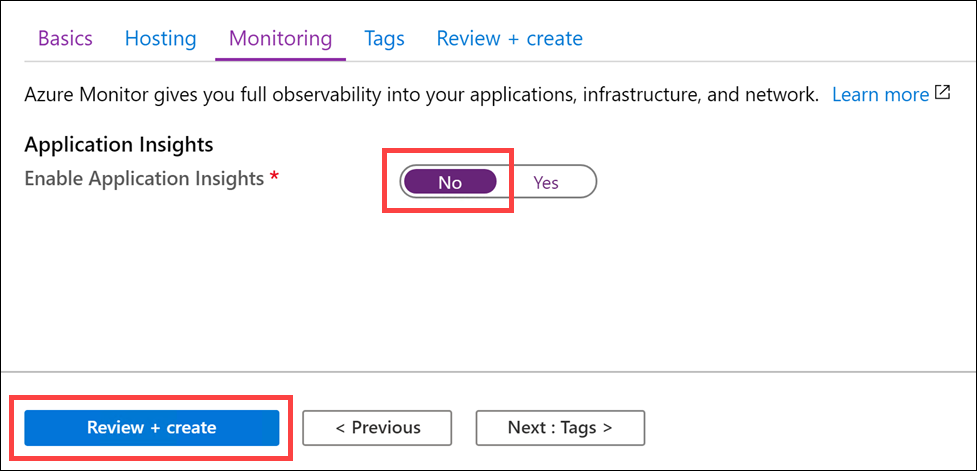 Basics Hosting Monitoring Tags Review + create
Azure Monitor gives you full observability into your applications, infrastructure, and network. Learn more
Application Insights
Enable Application Insights * No Yes
Review + create < Previous Next : Tags >